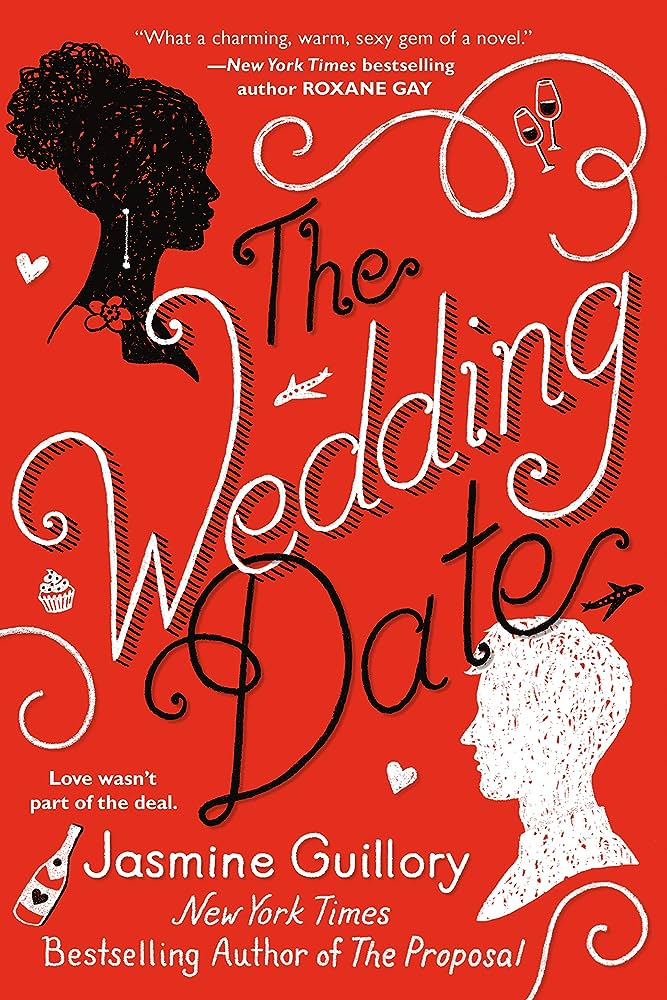 “What a charming, warm, sexy gem of a novel.”
—New York Times bestselling
author ROXANE GAY
The
Wedding
Date
Love wasn’t
part of the deal.
Jasmine Guillory
New York Times
Bestselling Author of The Proposal